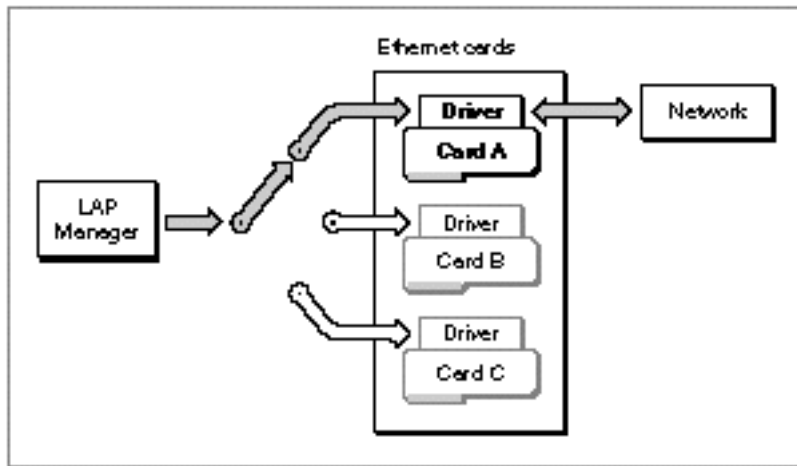 Ethernet cards
Driver
Card A
Network
LAP
Manager
Driver
Card B
Driver
Card C